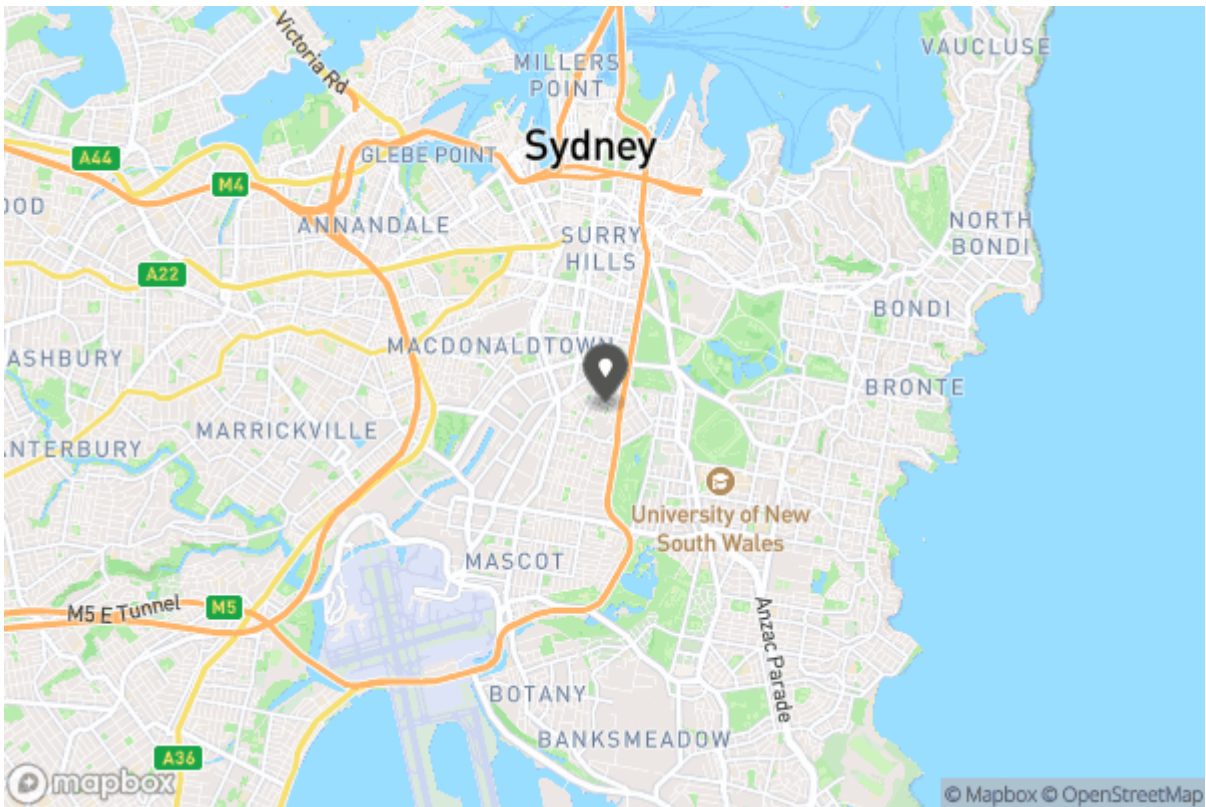 Victoria Rd
VAUCLUSE
MILLERS
POINT
Sydney
A44
GLEBE POINT
M4
OOD
ANNANDALE
NORTH
BONDI
SURRY
HILLS
A22
BONDI
ASHBURY
MACDONALDTOWN
BRONTE
MARRICKVILLE
ANTERBURY
University of New
South Wales
MASCOT
M5 E Tunnel
M5
Anzac Parade
BOTANY
BANKSMEADOW
A36
mapbox
© Mapbox © OpenStreetMap